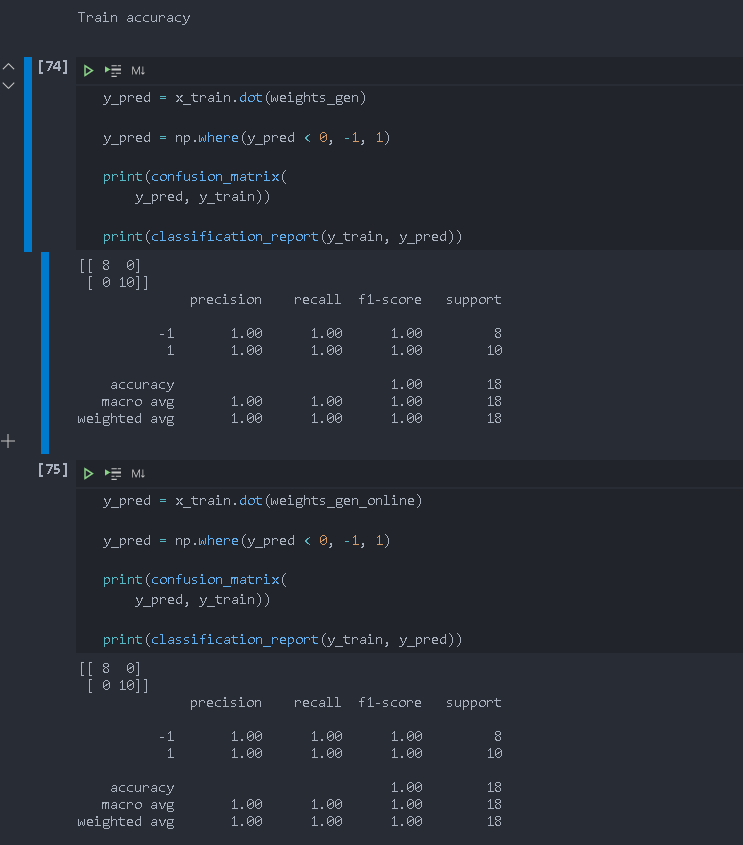 Train accuracy
[74]
M↓
y_pred = x_train.dot(weights_gen)
y_pred = np.where(y_pred < 0, -1, 1)
print(confusion_matrix(
    y_pred, y_train))
print(classification_report(y_train, y_pred))
[[ 8  0]
 [ 0 10]]
              precision    recall  f1-score   support
          -1       1.00      1.00      1.00         8
           1       1.00      1.00      1.00        10
    accuracy                           1.00        18
   macro avg       1.00      1.00      1.00        18
weighted avg       1.00      1.00      1.00        18
[75]
M↓
y_pred = x_train.dot(weights_gen_online)
y_pred = np.where(y_pred < 0, -1, 1)
print(confusion_matrix(
    y_pred, y_train))
print(classification_report(y_train, y_pred))
[[ 8  0]
 [ 0 10]]
              precision    recall  f1-score   support
          -1       1.00      1.00      1.00         8
           1       1.00      1.00      1.00        10
    accuracy                           1.00        18
   macro avg       1.00      1.00      1.00        18
weighted avg       1.00      1.00      1.00        18